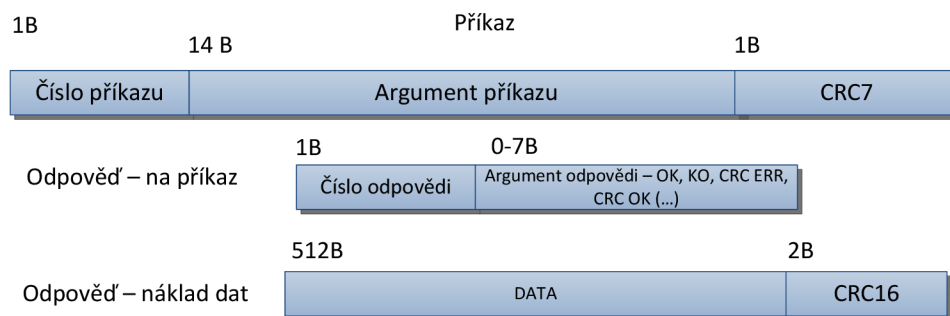 Příkaz
1B
14 B
1B
Číslo příkazu
Argument příkazu
CRC7
1B
0-7B
Odpověď – na příkaz
Číslo odpovědi
Argument odpovědi – OK, KO, CRC ERR,
CRC OK (…)
512B
2B
Odpověď – náklad dat
DATA
CRC16